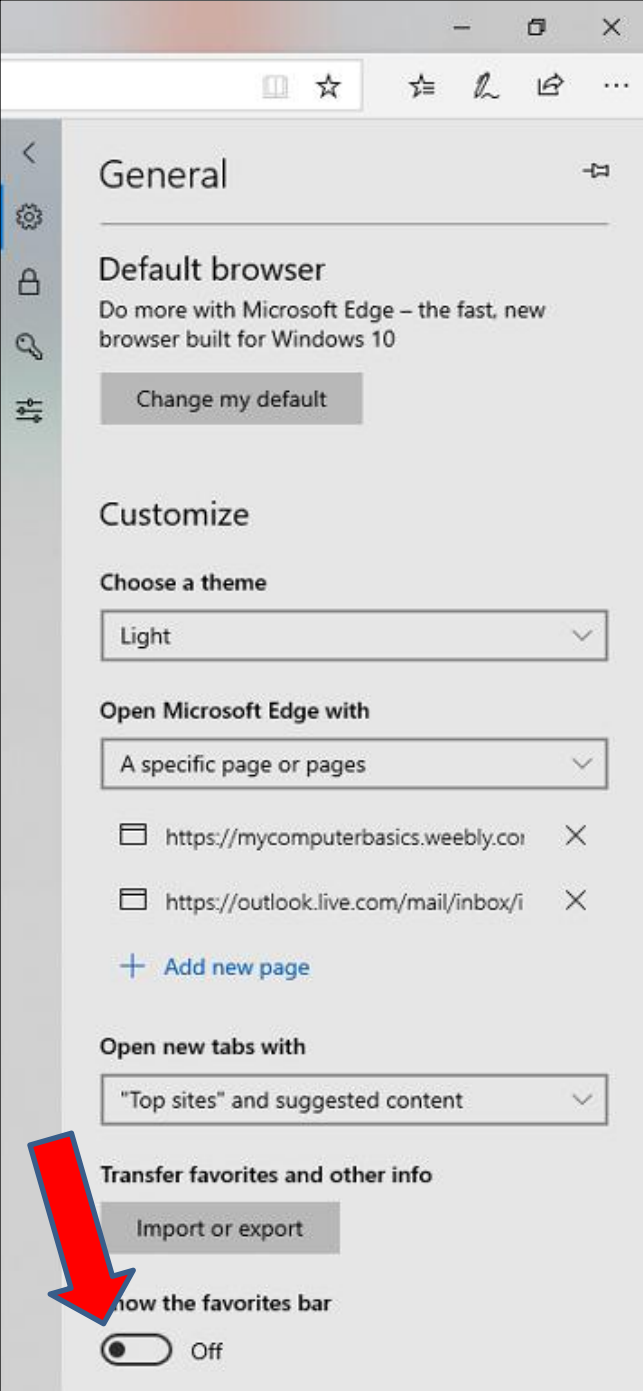 General
Default browser
Do more with Microsoft Edge – the fast, new
browser built for Windows 10
Change my default
Customize
Choose a theme
Light
Open Microsoft Edge with
A specific page or pages
https://mycomputerbasics.weebly.co
https://outlook.live.com/mail/inbox/i
Add new page
Open new tabs with
"Top sites" and suggested content
Transfer favorites and other info
Import or export
how the favorites bar
Off